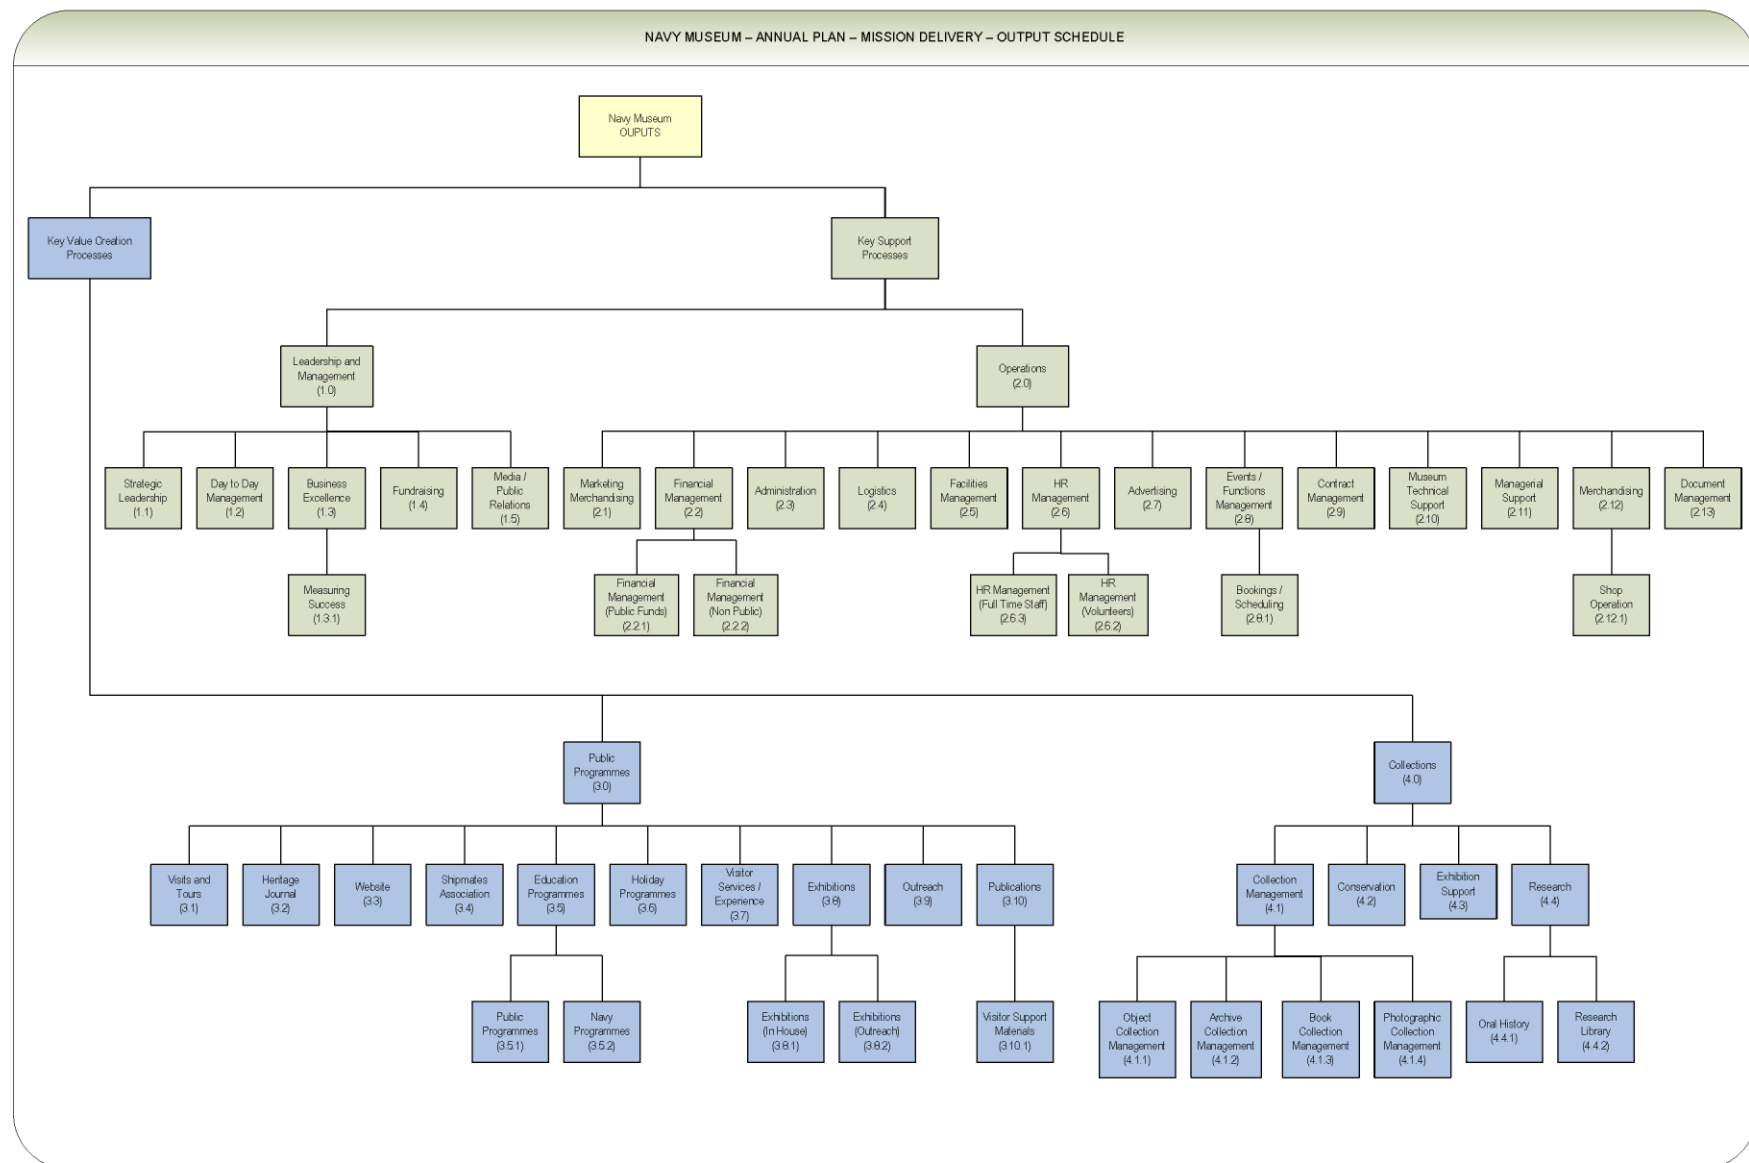 NAVY MUSEUM – ANNUAL PLAN – MISSION DELIVERY – OUTPUT SCHEDULE
Navy Museum
OUPUTS
Key Value Creation
Processes
Key Support
Processes
Leadership and
Management
(1.0)
Operations
(2.0)
Strategic
Leadership
(1.1)
Day to Day
Management
(1.2)
Business
Excellence
(1.3)
Fundraising
(1.4)
Media /
Public
Relations
(1.5)
Marketing
Merchandising
(2.1)
Financial
Management
(2.2)
Administration
(2.3)
Logistics
(2.4)
Facilities
Management
(2.5)
HR
Management
(2.6)
Advertising
(2.7)
Events /
Functions
Management
(2.8)
Contract
Management
(2.9)
Museum
Technical
Support
(2.10)
Managerial
Support
(2.11)
Merchandising
(2.12)
Document
Management
(2.13)
Measuring
Success
(1.3.1)
Financial
Management
(Public Funds)
(2.2.1)
Financial
Management
(Non Public)
(2.2.2)
HR Management
(Full Time Staff)
(2.6.3)
HR
Management
(Volunteers)
(2.6.2)
Bookings /
Scheduling
(2.8.1)
Shop
Operation
(2.12.1)
Public
Programmes
(3.0)
Collections
(4.0)
Visits and
Tours
(3.1)
Heritage
Journal
(3.2)
Website
(3.3)
Shipmates
Association
(3.4)
Education
Programmes
(3.5)
Holiday
Programmes
(3.6)
Visitor
Services /
Experience
(3.7)
Exhibitions
(3.8)
Outreach
(3.9)
Publications
(3.10)
Collection
Management
(4.1)
Conservation
(4.2)
Exhibition
Support
(4.3)
Research
(4.4)
Public
Programmes
(3.5.1)
Navy
Programmes
(3.5.2)
Exhibitions
(In House)
(3.8.1)
Exhibitions
(Outreach)
(3.8.2)
Visitor Support
Materials
(3.10.1)
Object
Collection
Management
(4.1.1)
Archive
Collection
Management
(4.1.2)
Book
Collection
Management
(4.1.3)
Photographic
Collection
Management
(4.1.4)
Oral History
(4.4.1)
Research
Library
(4.4.2)